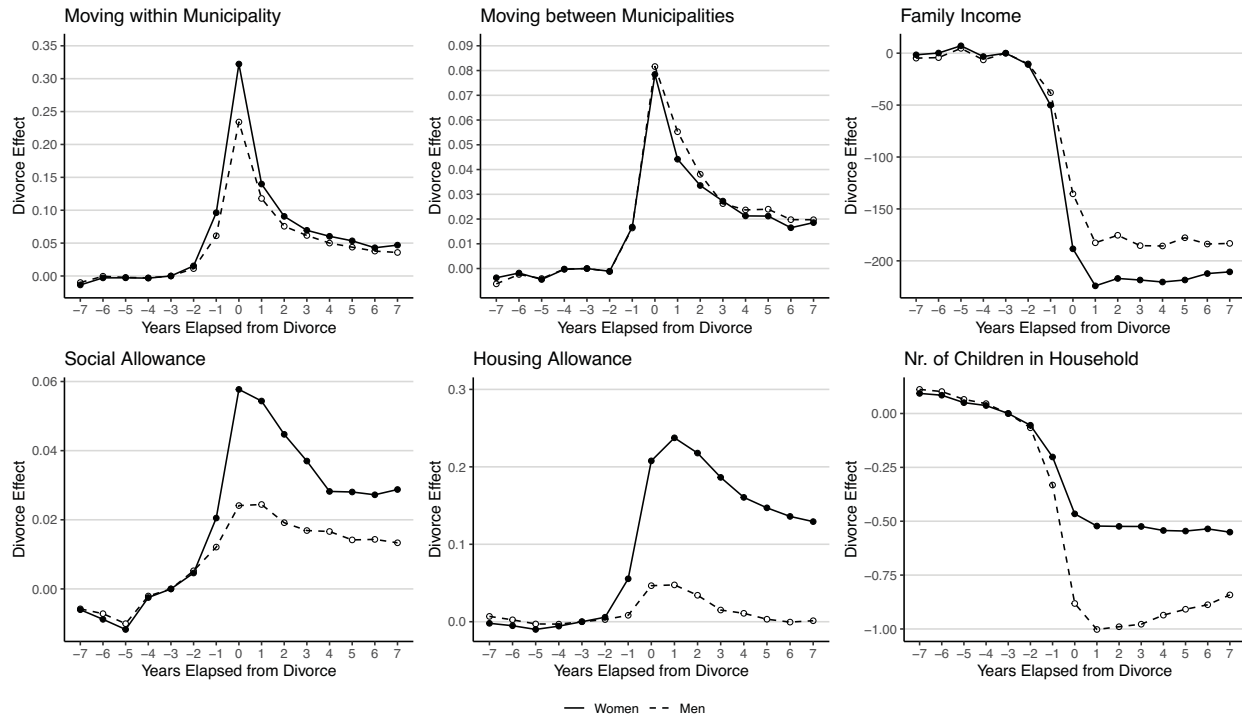 Moving within Municipality
Divorce Effect
0.35
0.30
0.25
0.20
0.15
0.10
0.05
0.00
−7 −6 −5 −4 −3 −2 −1 0 1 2 3 4 5 6 7
Years Elapsed from Divorce
Moving between Municipalities
Divorce Effect
0.09
0.08
0.07
0.06
0.05
0.04
0.03
0.02
0.01
0.00
−7 −6 −5 −4 −3 −2 −1 0 1 2 3 4 5 6 7
Years Elapsed from Divorce
Family Income
Divorce Effect
0
−50
−100
−150
−200
−7 −6 −5 −4 −3 −2 −1 0 1 2 3 4 5 6 7
Years Elapsed from Divorce
Social Allowance
Divorce Effect
0.06
0.04
0.02
0.00
−7 −6 −5 −4 −3 −2 −1 0 1 2 3 4 5 6 7
Years Elapsed from Divorce
Housing Allowance
Divorce Effect
0.3
0.2
0.1
0.0
−7 −6 −5 −4 −3 −2 −1 0 1 2 3 4 5 6 7
Years Elapsed from Divorce
Nr. of Children in Household
Divorce Effect
0.00
−0.25
−0.50
−0.75
−1.00
−7 −6 −5 −4 −3 −2 −1 0 1 2 3 4 5 6 7
Years Elapsed from Divorce
Women Men